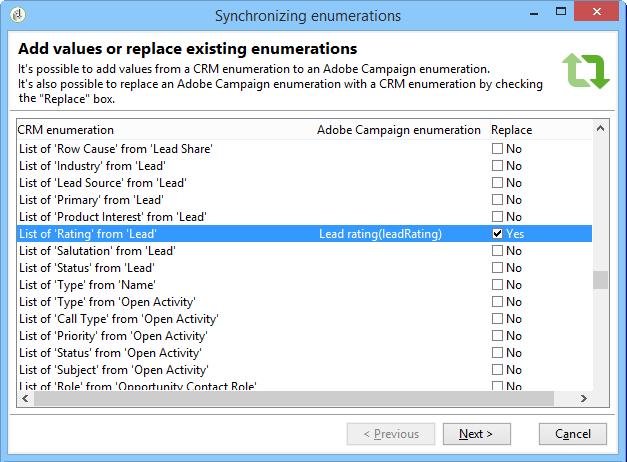 Synchronizing enumerations
Add values or replace existing enumerations
It's possible to add values from a CRM enumeration to an Adobe Campaign enumeration.
It's also possible to replace an Adobe Campaign enumeration with a CRM enumeration by checking
the "Replace" box.
CRM enumeration Adobe Campaign enumeration Replace
List of 'Row Cause' from 'Lead Share' No
List of 'Industry' from 'Lead' No
List of 'Lead Source' from 'Lead' No
List of 'Primary' from 'Lead' No
List of 'Product Interest' from 'Lead' No
List of 'Rating' from 'Lead' Lead rating(leadRating) Yes
List of 'Salutation' from 'Lead' No
List of 'Status' from 'Lead' No
List of 'Type' from 'Name' No
List of 'Type' from 'Open Activity' No
List of 'Call Type' from 'Open Activity' No
List of 'Priority' from 'Open Activity' No
List of 'Status' from 'Open Activity' No
List of 'Subject' from 'Open Activity' No
List of 'Role' from 'Opportunity Contact Role' No
< Previous Next > Cancel